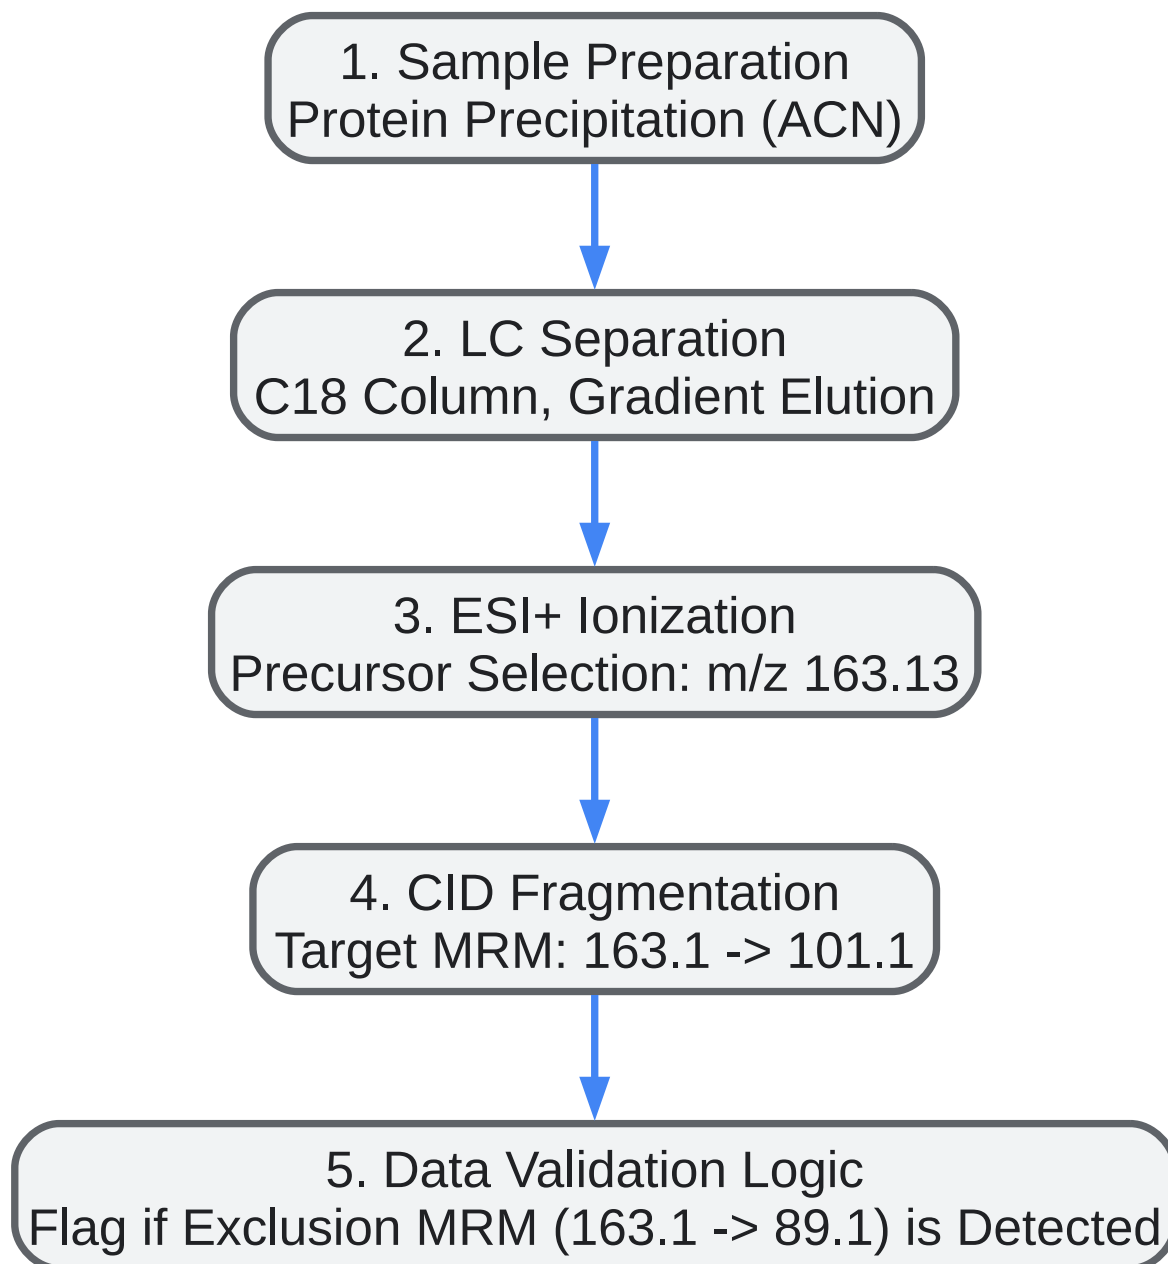 1. Sample Preparation
Protein Precipitation (ACN)
2. LC Separation
C18 Column, Gradient Elution
3. ESI+ Ionization
Precursor Selection: m/z 163.13
4. CID Fragmentation
Target MRM: 163.1 -> 101.1
5. Data Validation Logic
Flag if Exclusion MRM (163.1 -> 89.1) is Detected